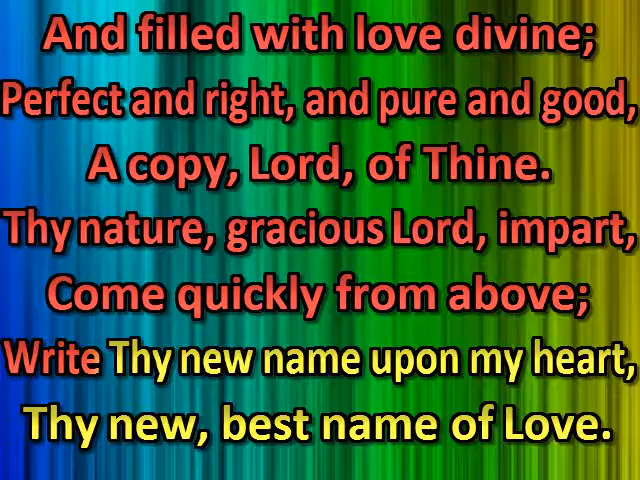 And filled with love divine;
Perfect and right, and pure and good,
A copy, Lord, of Thine.
Thy nature, gracious Lord, impart,
Come quickly from above;
Write Thy new name upon my heart,
Thy new, best name of Love.